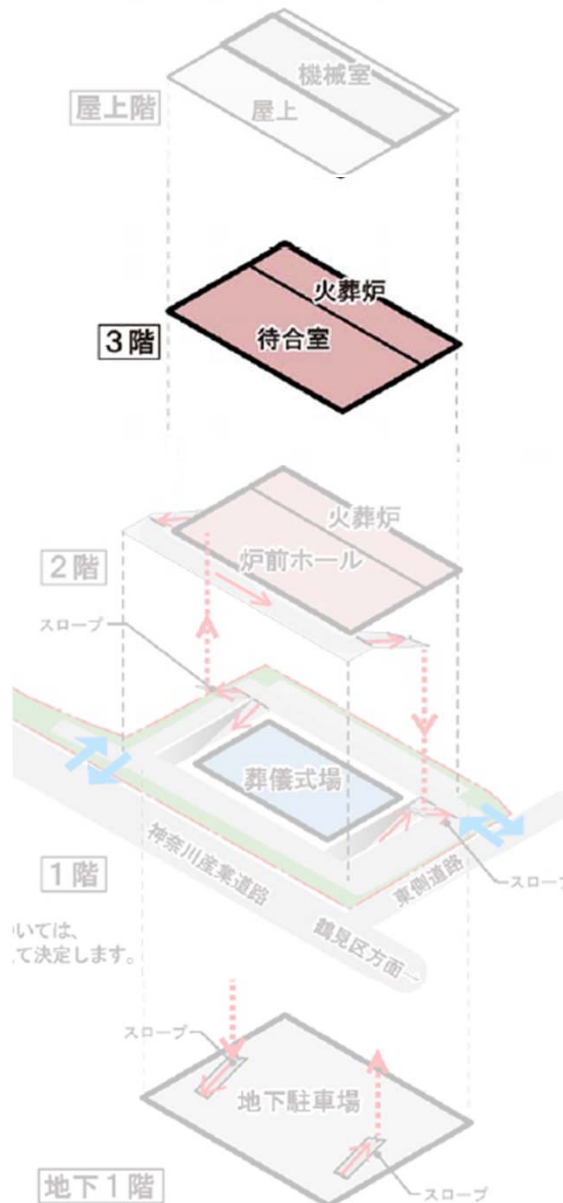 機械室
屋上階
屋上
火葬炉
3階
待合室
火葬炉
2階
炉前ホール
スロープ
葬儀式場
神奈川産業道路
東側道路
1階
スロープ
鶴見区方面
いては、
て決定します。
スロープ
地下駐車場
地下1階
スロープ